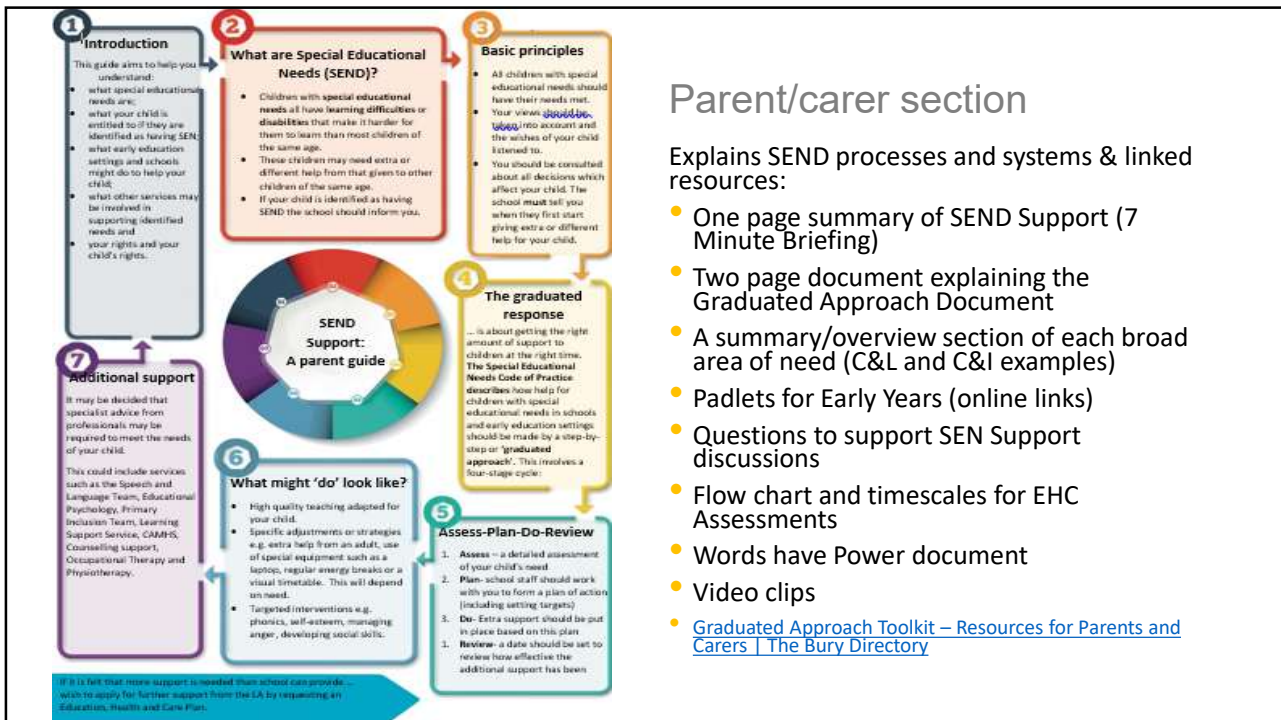 1
Introduction
This guide aims to help you
understand:
• what special educational
needs are;
• what your child is
entitled to if they are
identified as having SEN;
• what early education
settings and schools
might do to help your
child;
• what other services may
be involved in
supporting identified
needs and
• your rights and your
child's rights.
2
What are Special Educational
Needs (SEND)?
• Children with special educational
needs all have learning difficulties or
disabilities that make it harder for
them to learn than most children of
the same age.
• These children may need extra or
different help from that given to other
children of the same age.
• If your child is identified as having
SEND the school should inform you.
3
Basic principles
• All children with special
educational needs should
have their needs met.
• Your views should be
taken into account and
the wishes of your child
listened to.
• You should be consulted
about all decisions which
affect your child. The
school must tell you
when they first start
giving extra or different
help for your child.
4
The graduated
response
... is about getting the right
amount of support to
children at the right time.
The Special Educational
Needs Code of Practice
describes how help for
children with special
educational needs in schools
and early education settings
should be made by a step-by-
step or 'graduated
approach'. This involves a
four-stage cycle:
SEND
Support:
A parent guide
5
Assess-Plan-Do-Review
1. Assess – a detailed assessment
of your child's need
2. Plan- school staff should work
with you to form a plan of action
(including setting targets)
3. Do- Extra support should be put
in place based on this plan
1. Review- a date should be set to
review how effective the
additional support has been
6
What might 'do' look like?
• High quality teaching adapted for
your child.
• Specific adjustments or strategies
e.g. extra help from an adult, use
of special equipment such as a
laptop, regular energy breaks or a
visual timetable. This will depend
on need.
• Targeted interventions e.g.
phonics, self-esteem, managing
anger, developing social skills.
7
Additional support
It may be decided that
specialist advice from
professionals may be
required to meet the needs
of your child.
This could include services
such as the Speech and
Language Team, Educational
Psychology, Primary
Inclusion Team, Learning
Support Service, CAMHS,
Counselling support,
Occupational Therapy and
Physiotherapy.
If it is felt that more support is needed than school can provide ...
wish to apply for further support from the LA by requesting an
Education, Health and Care Plan.
Parent/carer section
Explains SEND processes and systems & linked
resources:
• One page summary of SEND Support (7
Minute Briefing)
• Two page document explaining the
Graduated Approach Document
• A summary/overview section of each broad
area of need (C&L and C&I examples)
• Padlets for Early Years (online links)
• Questions to support SEN Support
discussions
• Flow chart and timescales for EHC
Assessments
• Words have Power document
• Video clips
• Graduated Approach Toolkit – Resources for Parents and
Carers | The Bury Directory